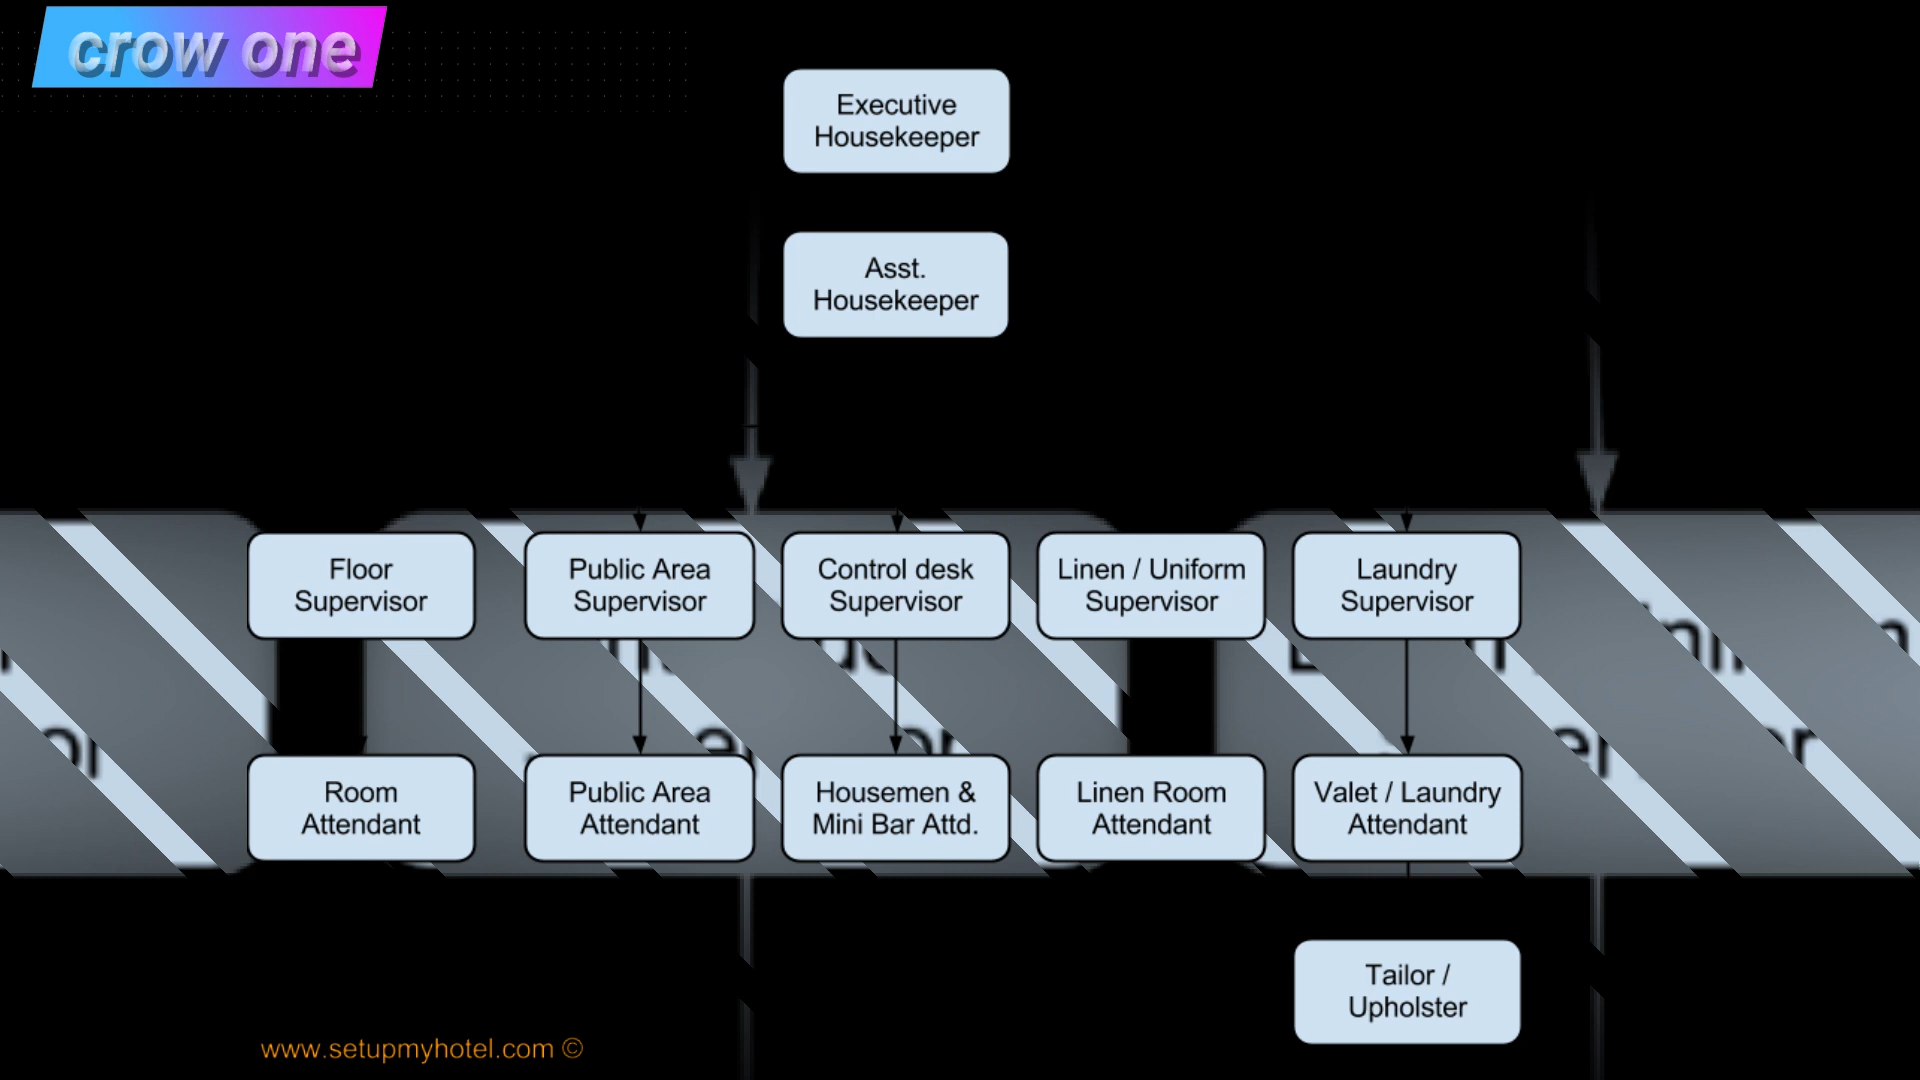 crow one
Executive
Housekeeper
Asst.
Housekeeper
Floor
Supervisor
Public Area
Supervisor
Control desk
Supervisor
Linen / Uniform
Supervisor
Laundry
Supervisor
Room
Attendant
Public Area
Attendant
Housemen &
Mini Bar Attd.
Linen Room
Attendant
Valet / Laundry
Attendant
Tailor /
Upholster
www.setupmyhotel.com ©